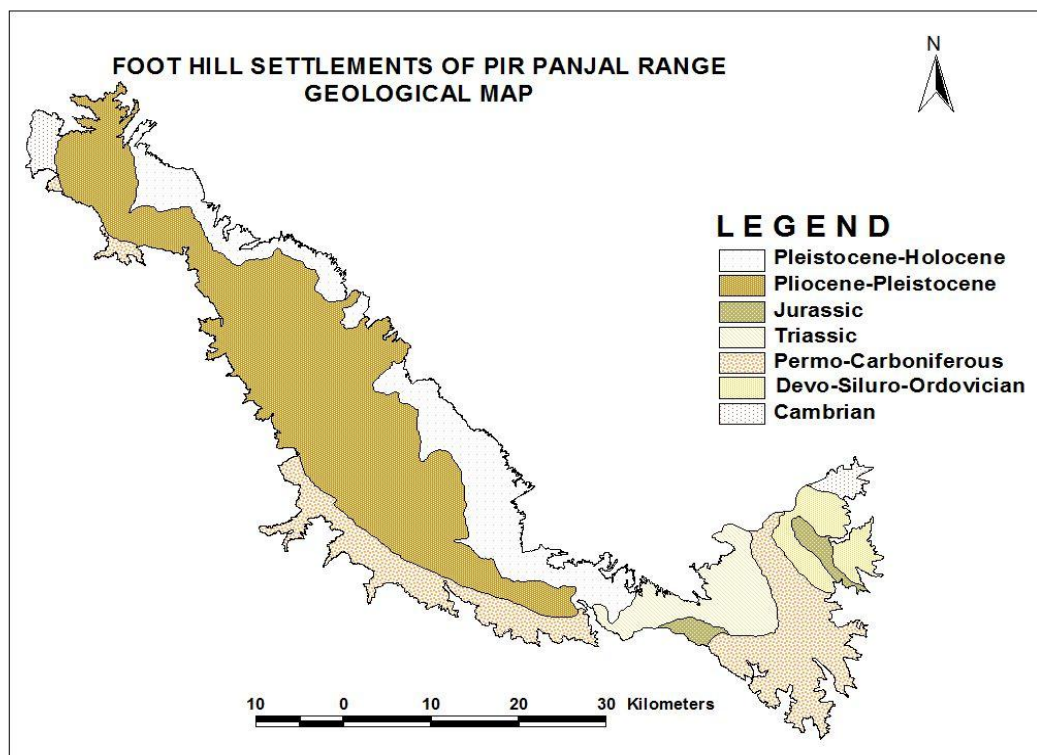 FOOT HILL SETTLEMENTS OF PIR PANJAL RANGE
GEOLOGICAL MAP
N
LEGEND
Pleistocene-Holocene
Pliocene-Pleistocene
Jurassic
Triassic
Permo-Carboniferous
Devo-Siluro-Ordovician
Cambrian
10 0 10 20 30 Kilometers